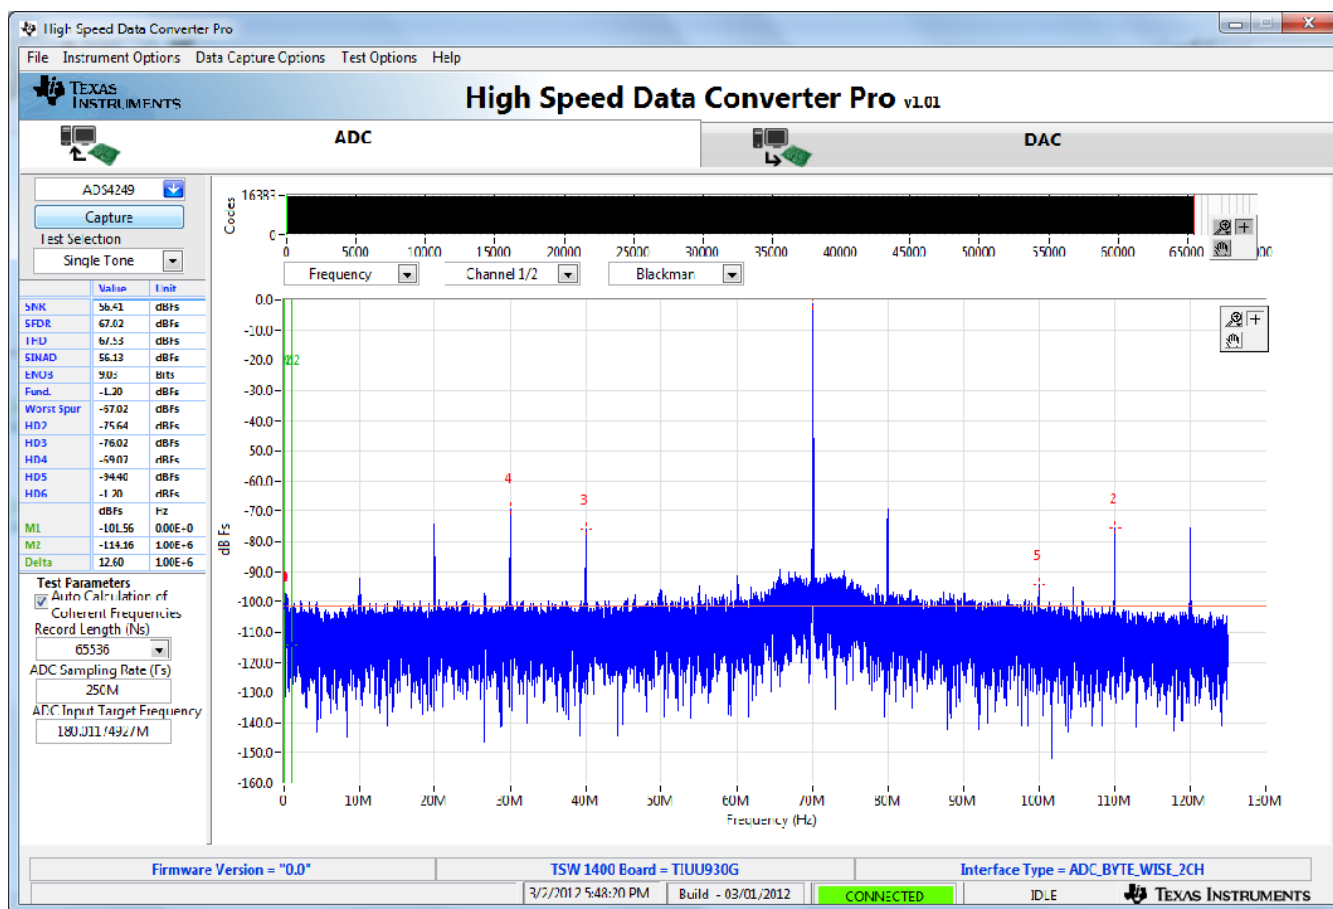 High Speed Data Converter Pro
File Instrument Options Data Capture Options Test Options Help
TEXAS INSTRUMENTS
High Speed Data Converter Pro v1.01
ADC
DAC
ADS4249
Capture
Test Selection
Single Tone
Value Unit
SNR 56.41 dBFs
SFDR 67.02 dBFs
THD 67.53 dBFs
SINAD 56.13 dBFs
ENOB 9.03 Bits
Fund. -1.20 dBFs
Worst Spur -67.02 dBFs
HD2 -75.64 dBFs
HD3 -76.02 dBFs
HD4 -69.07 dBFs
HD5 -94.40 dBFs
HD6 -1.20 dBFs
dBFs Hz
M1 -101.56 0.00E+0
M2 -114.16 1.00E+6
Delta 12.60 1.00E+6
Test Parameters
Auto Calculation of
Coherent Frequencies
Record Length (Ns)
65536
ADC Sampling Rate (Fs)
250M
ADC Input Target Frequency
180.01174927M
Codes
16383
0
0 5000 10000 15000 20000 25000 30000 35000 40000 45000 50000 55000 60000 65000
Frequency Channel 1/2 Blackman
dB Fs
0.0
-10.0
-20.0
-30.0
-40.0
-50.0
-60.0
-70.0
-80.0
-90.0
-100.0
-110.0
-120.0
-130.0
-140.0
-150.0
-160.0
4
3
5
2
0 10M 20M 30M 40M 50M 60M 70M 80M 90M 100M 110M 120M 130M
Frequency (Hz)
Firmware Version = "0.0" TSW 1400 Board = TIUU930G Interface Type = ADC_BYTE_WISE_2CH
3/2/2012 5:48:20 PM Build - 03/01/2012 CONNECTED IDLE TEXAS INSTRUMENTS